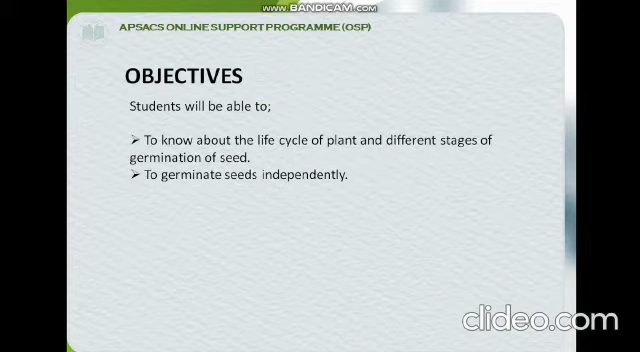 WWW.BANDICAM.COM
APSACS ONLINE SUPPORT PROGRAMME (OSP)
OBJECTIVES
Students will be able to;
➢ To know about the life cycle of plant and different stages of
germination of seed.
➢ To germinate seeds independently.
clideo.com